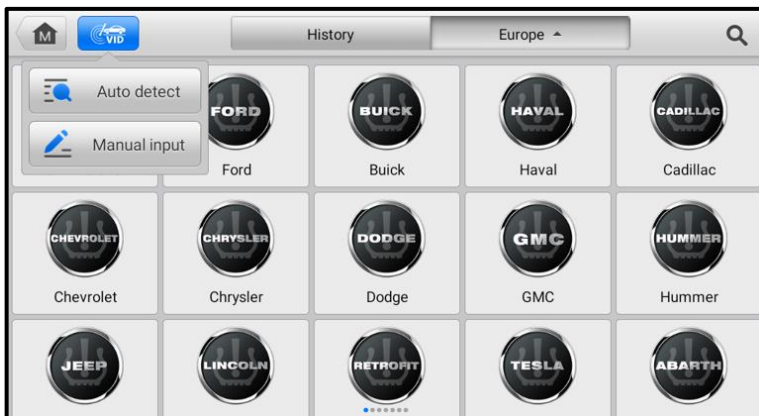 M
VID
History
Europe
Auto detect
Manual input
FORD
BUICK
HAVAL
CADILLAC
Ford
Buick
Haval
Cadillac
CHEVROLET
CHRYSLER
DODGE
GMC
HUMMER
Chevrolet
Chrysler
Dodge
GMC
Hummer
JEEP
LINCOLN
RETROFIT
TESLA
ABARTH